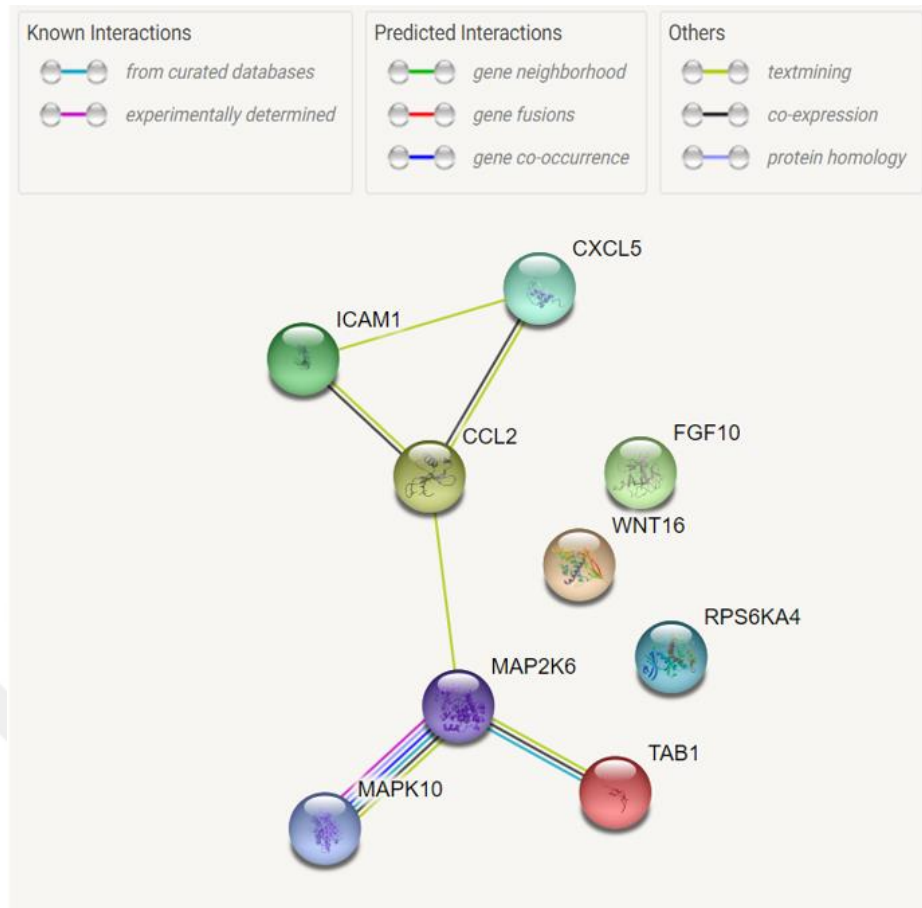 Known Interactions
from curated databases
experimentally determined
Predicted Interactions
gene neighborhood
gene fusions
gene co-occurrence
Others
textmining
co-expression
protein homology
CXCL5
ICAM1
CCL2
FGF10
WNT16
RPS6KA4
MAP2K6
TAB1
MAPK10